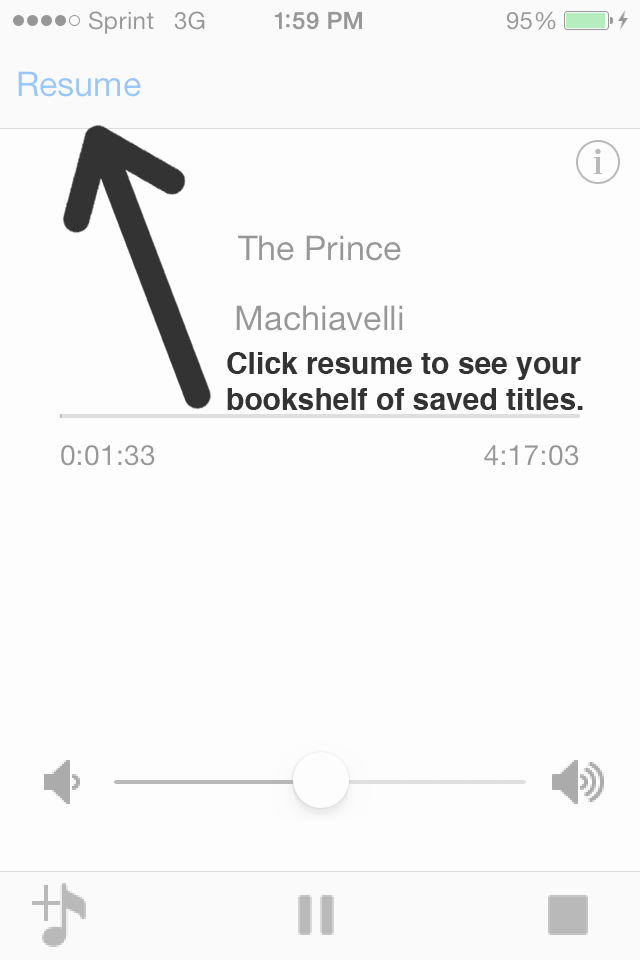 Sprint 3G 1:59 PM 95%
Resume
i
The Prince
Machiavelli
Click resume to see your
bookshelf of saved titles.
0:01:33 4:17:03